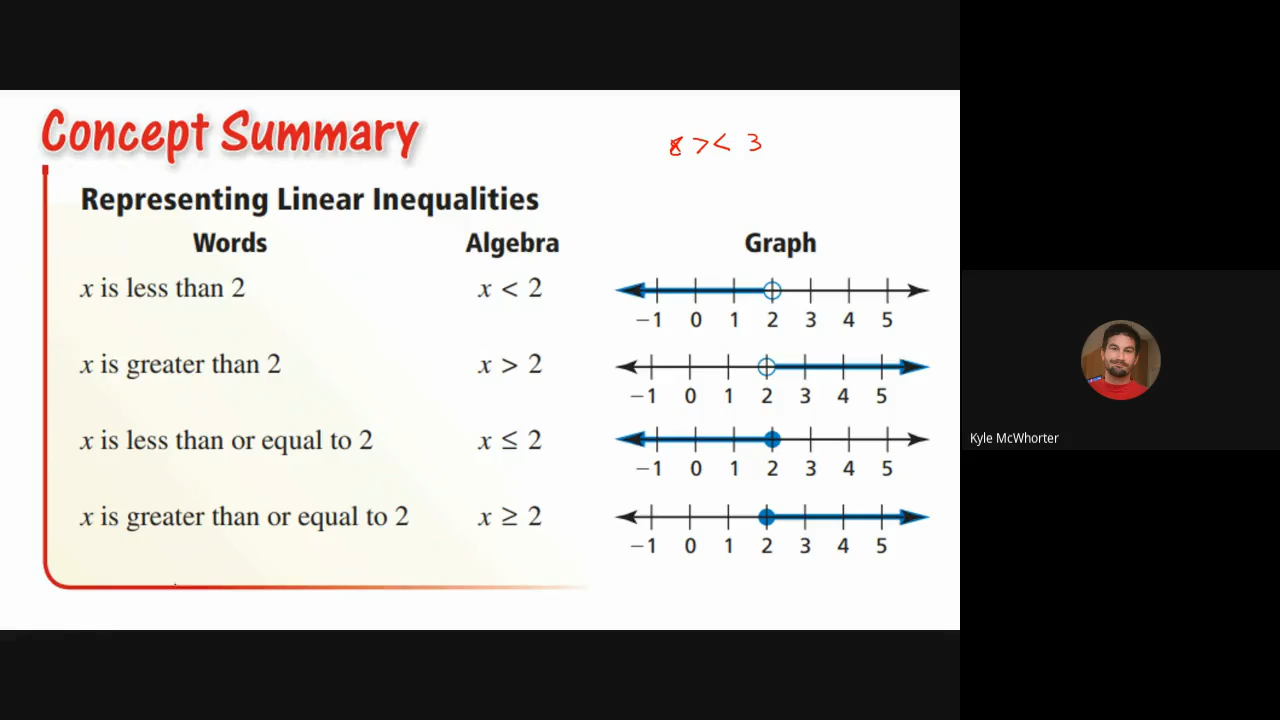 Concept Summary
> < 3
Representing Linear Inequalities
Words Algebra Graph
x is less than 2 x < 2
−1 0 1 2 3 4 5
x is greater than 2 x > 2
−1 0 1 2 3 4 5
x is less than or equal to 2 x ≤ 2
−1 0 1 2 3 4 5
x is greater than or equal to 2 x ≥ 2
−1 0 1 2 3 4 5
Kyle McWhorter